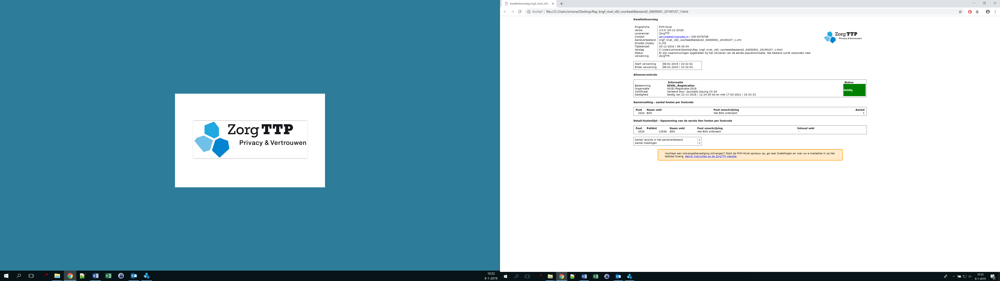 Zorg TTP
Privacy & Vertrouwen
10:32
8-1-2019
Kwaliteitsverslag kngf_nivel_v60_
Archief | file:///C:/Users/simone/Desktop/Rap_kngf_nivel_v60_voorbeeldbestand2_04000001_20190107_1.html
Kwaliteitsverslag
Programma PVM-Nivel
Versie 3.0.0 (20-12-2018)
Leverancier ZorgTTP
Contact servicedesk@zorgttp.nl / 030-6378708
Aanleverbestand kngf_nivel_v60_voorbeeldbestand2_04000001_20190107_1.xml
Grootte (bytes) 6.151
Tijdstempel 20-12-2018 / 09:25:04
Verslag C:\Users\simone\Desktop\Rap_kngf_nivel_v60_voorbeeldbestand2_04000001_20190107_1.html
Status Er zijn waarschuwingen opgetreden bij het uitvoeren van de eerste pseudonimisatie. Het bestand wordt verzonden naar
verwerking ZorgTTP.
Zorg TTP
Privacy & Vertrouwen
Start verwerking 08-01-2019 / 10:32:02
Einde verwerking 08-01-2019 / 10:32:03
Afnemercontrole
Informatie Status
Bestemming NIVEL_Registraties
Organisatie NIVEL-Registratie-2018
Geldig
Certificaat Verleend door: QuoVadis Issuing CA G4
Geldigheid Geldig van 22-11-2018 / 12:24:50 tot en met 17-03-2021 / 19:33:33
Samenvatting - aantal fouten per foutcode
Fout Naam veld Fout omschrijving Aantal
2020 BSN Het BSN ontbreekt 1
Detail-foutenlijst - Opsomming van de eerste tien fouten per foutcode
Fout Patiënt Naam veld Fout omschrijving Inhoud veld
2020 12938 BSN Het BSN ontbreekt -
Aantal records in het aanleverbestand 1
Aantal meldingen 1
Voortaan een ontvangstbevestiging ontvangen? Start de PVM-Nivel opnieuw op, ga naar Instellingen en voer uw e-mailadres in op het
tabblad Overig. Bekijk instructies op de ZorgTTP website.
10:32
8-1-2019